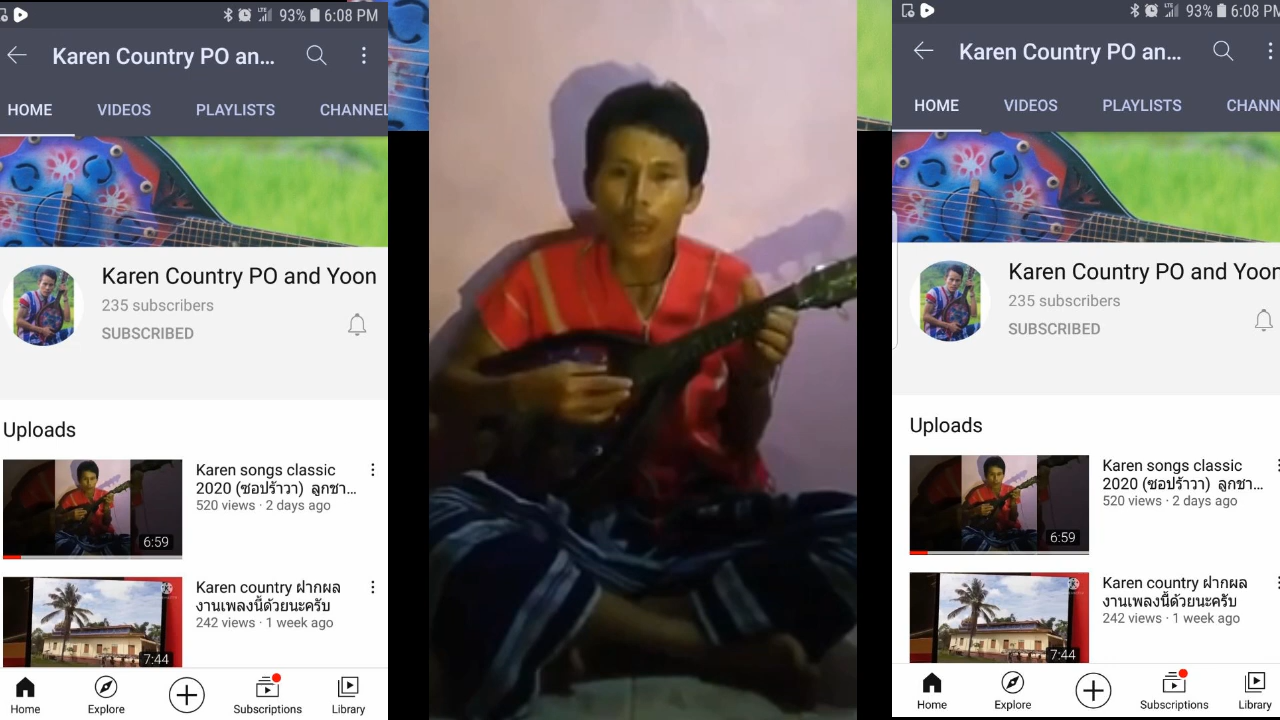 93% 6:08 PM
Karen Country PO an...
HOME VIDEOS PLAYLISTS CHANNEL
Karen Country PO and Yoon
235 subscribers
SUBSCRIBED
Uploads
Karen songs classic
2020 (ซอปร้าวา) ลูกชา...
520 views · 2 days ago
6:59
Karen country ฝากผล
งานเพลงนี้ด้วยนะครับ
242 views · 1 week ago
7:44
Home Explore Subscriptions Library
93% 6:08 PM
Karen Country PO an...
HOME VIDEOS PLAYLISTS CHANN
Karen Country PO and Yoon
235 subscribers
SUBSCRIBED
Uploads
Karen songs classic
2020 (ซอปร้าวา) ลูกชา...
520 views · 2 days ago
6:59
Karen country ฝากผล
งานเพลงนี้ด้วยนะครับ
242 views · 1 week ago
7:44
Home Explore Subscriptions Library